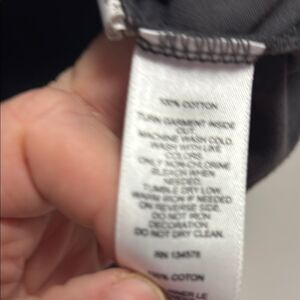 100% COTTON
TURN GARMENT INSIDE
OUT.
MACHINE WASH COLD.
WASH WITH LIKE
COLORS.
ONLY NON-CHLORINE
BLEACH WHEN
NEEDED.
TUMBLE DRY LOW.
WARM IRON IF NEEDED
ON REVERSE SIDE.
DO NOT IRON
DECORATION.
DO NOT DRY CLEAN.
RN 134578
100% COTON
LE